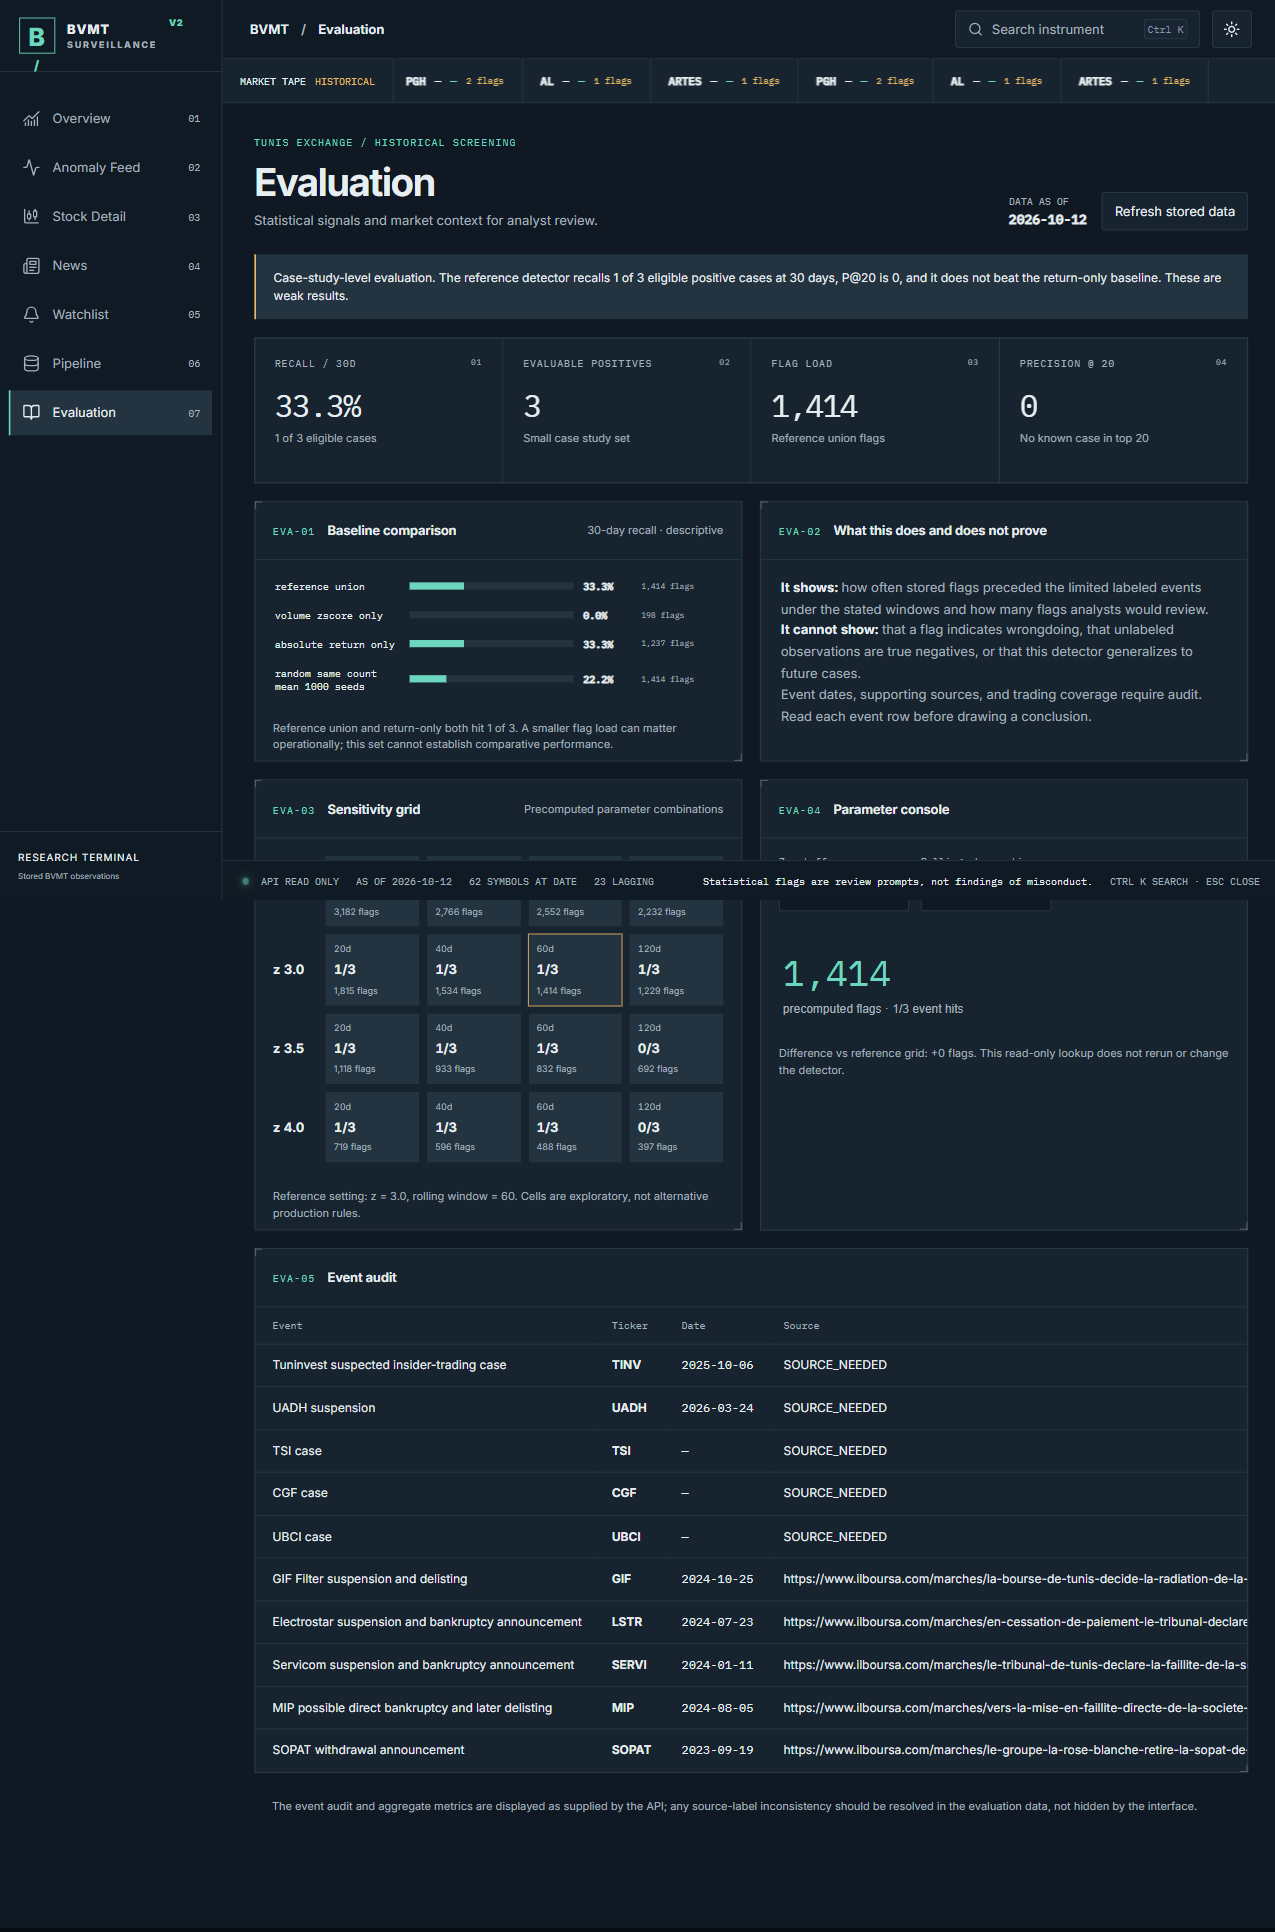 B
BVMT
V2
SURVEILLANCE
/
Overview 01
Anomaly Feed 02
Stock Detail 03
News 04
Watchlist 05
Pipeline 06
Evaluation 07
RESEARCH TERMINAL
Stored BVMT observations
BVMT / Evaluation
Search instrument Ctrl K
MARKET TAPE HISTORICAL PGH — — 2 flags AL — — 1 flags ARTES — — 1 flags PGH — — 2 flags AL — — 1 flags ARTES — — 1 flags
TUNIS EXCHANGE / HISTORICAL SCREENING
Evaluation
Statistical signals and market context for analyst review.
DATA AS OF
2026-10-12
Refresh stored data
Case-study-level evaluation. The reference detector recalls 1 of 3 eligible positive cases at 30 days, P@20 is 0, and it does not beat the return-only baseline. These are
weak results.
RECALL / 30D 01
33.3%
1 of 3 eligible cases
EVALUABLE POSITIVES 02
3
Small case study set
FLAG LOAD 03
1,414
Reference union flags
PRECISION @ 20 04
0
No known case in top 20
EVA-01 Baseline comparison 30-day recall · descriptive
reference union 33.3% 1,414 flags
volume zscore only 0.0% 198 flags
absolute return only 33.3% 1,237 flags
random same count
mean 1000 seeds 22.2% 1,414 flags
Reference union and return-only both hit 1 of 3. A smaller flag load can matter
operationally; this set cannot establish comparative performance.
EVA-02 What this does and does not prove
It shows: how often stored flags preceded the limited labeled events
under the stated windows and how many flags analysts would review.
It cannot show: that a flag indicates wrongdoing, that unlabeled
observations are true negatives, or that this detector generalizes to
future cases.
Event dates, supporting sources, and trading coverage require audit.
Read each event row before drawing a conclusion.
EVA-03 Sensitivity grid Precomputed parameter combinations
EVA-04 Parameter console
API READ ONLY AS OF 2026-10-12 62 SYMBOLS AT DATE 23 LAGGING Statistical flags are review prompts, not findings of misconduct. CTRL K SEARCH · ESC CLOSE
3,182 flags 2,766 flags 2,552 flags 2,232 flags
20d 40d 60d 120d
z 3.0 1/3 1/3 1/3 1/3
1,815 flags 1,534 flags 1,414 flags 1,229 flags
20d 40d 60d 120d
z 3.5 1/3 1/3 1/3 0/3
1,118 flags 933 flags 832 flags 692 flags
20d 40d 60d 120d
z 4.0 1/3 1/3 1/3 0/3
719 flags 596 flags 488 flags 397 flags
Reference setting: z = 3.0, rolling window = 60. Cells are exploratory, not alternative
production rules.
1,414
precomputed flags · 1/3 event hits
Difference vs reference grid: +0 flags. This read-only lookup does not rerun or change
the detector.
EVA-05 Event audit
Event Ticker Date Source
Tuninvest suspected insider-trading case TINV 2025-10-06 SOURCE_NEEDED
UADH suspension UADH 2026-03-24 SOURCE_NEEDED
TSI case TSI — SOURCE_NEEDED
CGF case CGF — SOURCE_NEEDED
UBCI case UBCI — SOURCE_NEEDED
GIF Filter suspension and delisting GIF 2024-10-25 https://www.ilboursa.com/marches/la-bourse-de-tunis-decide-la-radiation-de-la-
Electrostar suspension and bankruptcy announcement LSTR 2024-07-23 https://www.ilboursa.com/marches/en-cessation-de-paiement-le-tribunal-declare
Servicom suspension and bankruptcy announcement SERVI 2024-01-11 https://www.ilboursa.com/marches/le-tribunal-de-tunis-declare-la-faillite-de-la-s
MIP possible direct bankruptcy and later delisting MIP 2024-08-05 https://www.ilboursa.com/marches/vers-la-mise-en-faillite-directe-de-la-societe-
SOPAT withdrawal announcement SOPAT 2023-09-19 https://www.ilboursa.com/marches/le-groupe-la-rose-blanche-retire-la-sopat-de-
The event audit and aggregate metrics are displayed as supplied by the API; any source-label inconsistency should be resolved in the evaluation data, not hidden by the interface.